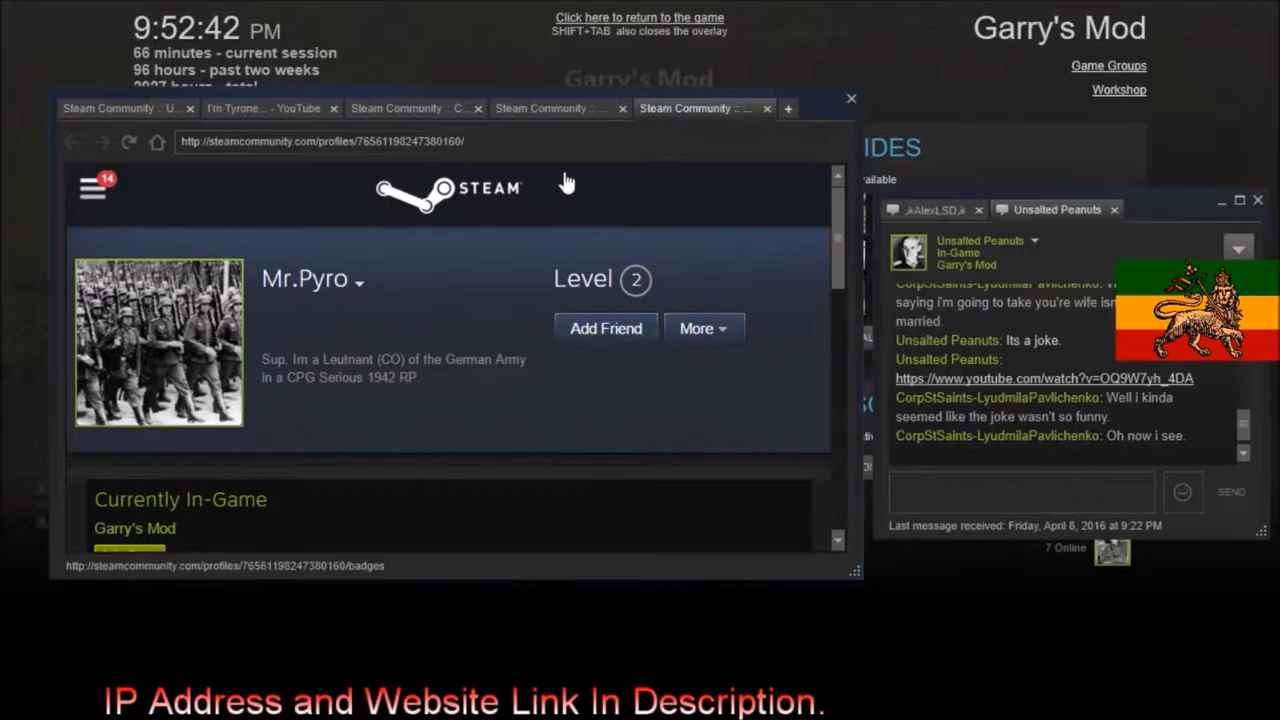 9:52:42 PM
66 minutes - current session
96 hours - past two weeks
Click here to return to the game
SHIFT+TAB also closes the overlay
Garry's Mod
Garry's Mod
Game Groups
Workshop
Steam Community :: U...
I'm Tyrone... - YouTube
Steam Community :: C...
Steam Community :: ...
Steam Community :: ...
http://steamcommunity.com/profiles/76561198247380160/
14
STEAM
Mr.Pyro
Level 2
Add Friend
More
Sup. Im a Leutnant (CO) of the German Army
in a CPG Serious 1942 RP.
Currently In-Game
Garry's Mod
http://steamcommunity.com/profiles/76561198247380160/badges
IDES
ailable
AlexLSD
Unsalted Peanuts
Unsalted Peanuts
In-Game
Garry's Mod
CorpStSaints-LyudmilaPavlichenko:
saying i'm going to take you're wife isn
married.
Unsalted Peanuts: Its a joke.
Unsalted Peanuts:
https://www.youtube.com/watch?v=OQ9W7yh_4DA
CorpStSaints-LyudmilaPavlichenko: Well i kinda
seemed like the joke wasn't so funny.
CorpStSaints-LyudmilaPavlichenko: Oh now i see.
SEND
Last message received: Friday, April 8, 2016 at 9:22 PM
7 Online
IP Address and Website Link In Description.